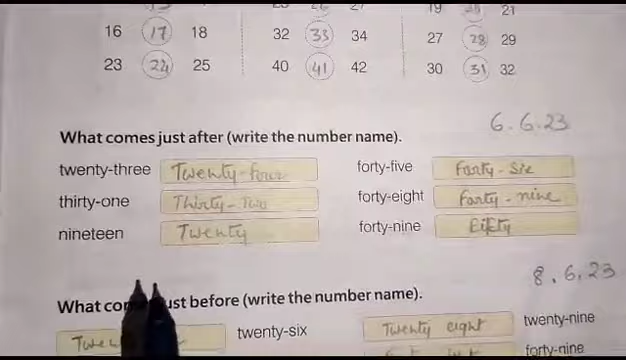 19 21
16 17 18 32 33 34 27 28 29
23 24 25 40 41 42 30 31 32
6.6.23
What comes just after (write the number name).
twenty-three Twenty-four forty-five Forty-six
thirty-one Thirty-Two forty-eight Forty-nine
nineteen Twenty forty-nine Fifty
8.6.23
What just before (write the number name).
twenty-six Twenty eight twenty-nine
forty-nine